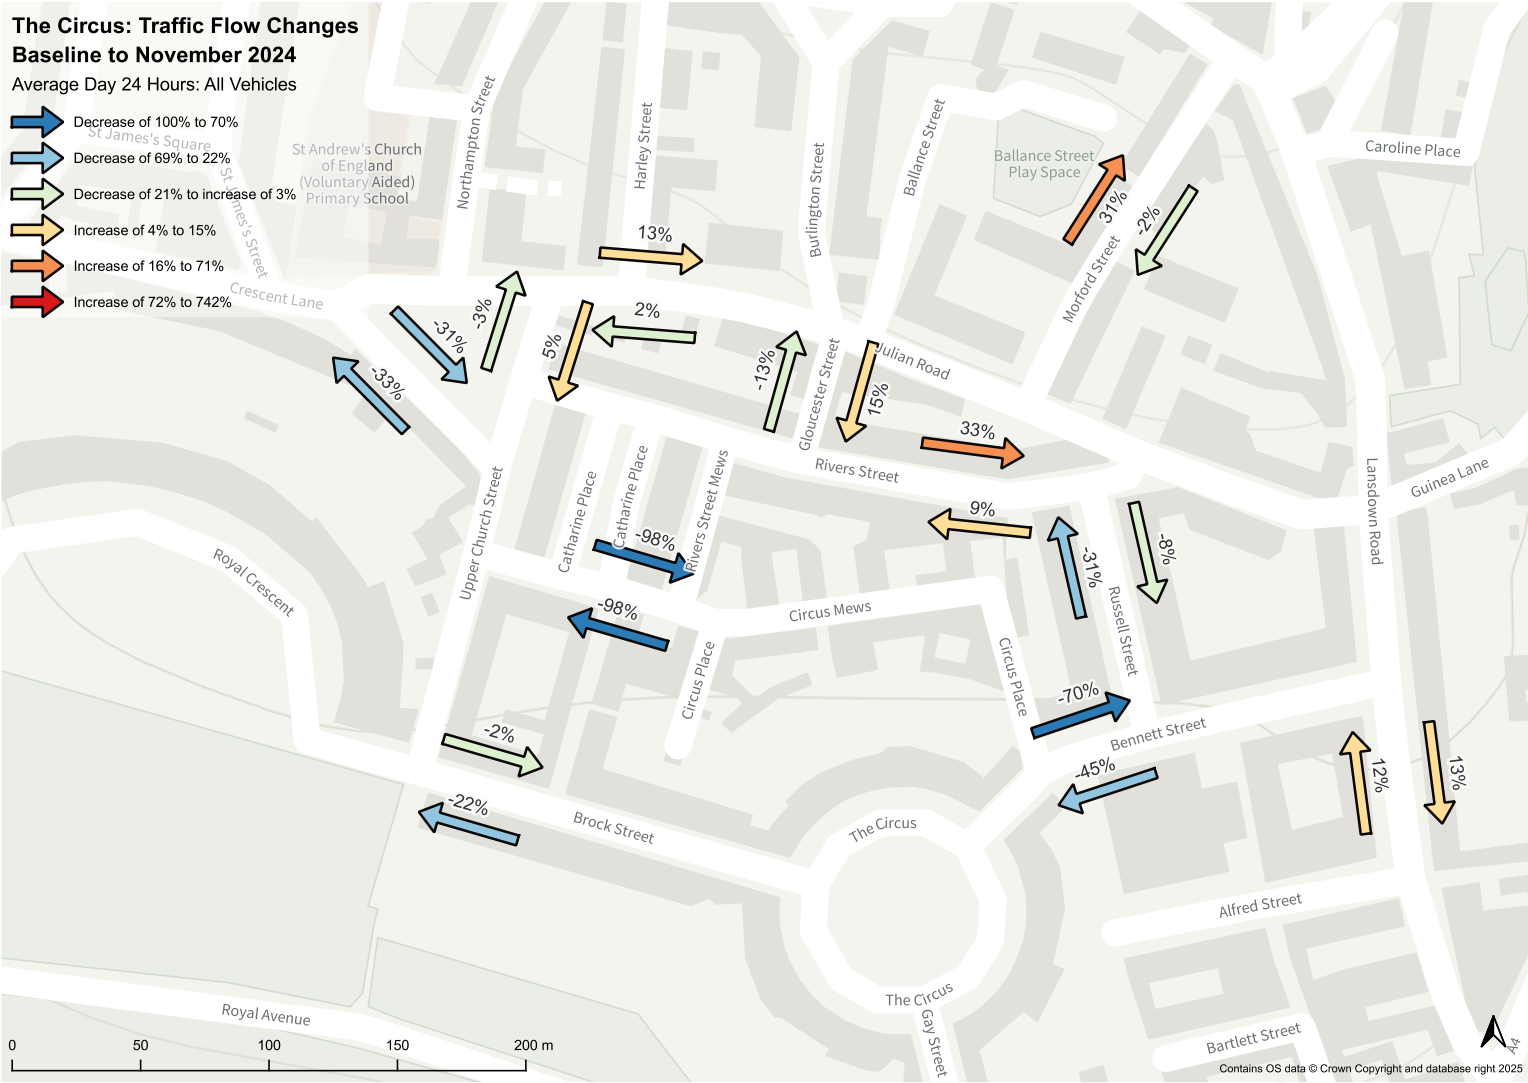 The Circus: Traffic Flow Changes
Baseline to November 2024
Average Day 24 Hours: All Vehicles
Decrease of 100% to 70%
Decrease of 69% to 22%
Decrease of 21% to increase of 3%
Increase of 4% to 15%
Increase of 16% to 71%
Increase of 72% to 742%
St James's Square
St James's Street
St Andrew's Church
of England
(Voluntary Aided)
Primary School
Crescent Lane
Northampton Street
Harley Street
Burlington Street
Ballance Street
Ballance Street
Play Space
Morford Street
Caroline Place
31%
-2%
13%
2%
-3%
5%
-31%
-33%
-13%
15%
Gloucester Street
Julian Road
33%
Rivers Street
9%
Lansdown Road
Guinea Lane
Upper Church Street
Catharine Place
Catharine Place
Rivers Street Mews
-98%
-98%
Circus Mews
Circus Place
Circus Place
-31%
-8%
Russell Street
Royal Crescent
-70%
Bennett Street
-45%
12%
13%
-2%
-22%
Brock Street
The Circus
The Circus
Gay Street
Alfred Street
Bartlett Street
A4
Royal Avenue
0 50 100 150 200 m
Contains OS data © Crown Copyright and database right 2025